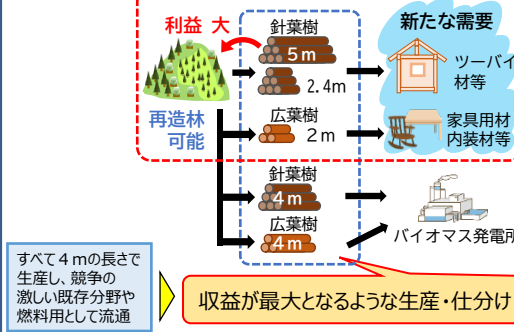 利益 大
再造林
可能
針葉樹
5m
2.4m
広葉樹
2m
新たな需要
ツーバイ
材等
家具用材
内装材等
針葉樹
4m
広葉樹
4m
バイオマス発電所
すべて4mの長さで
生産し、競争の
激しい既存分野や
燃料用として流通
収益が最大となるような生産・仕分け